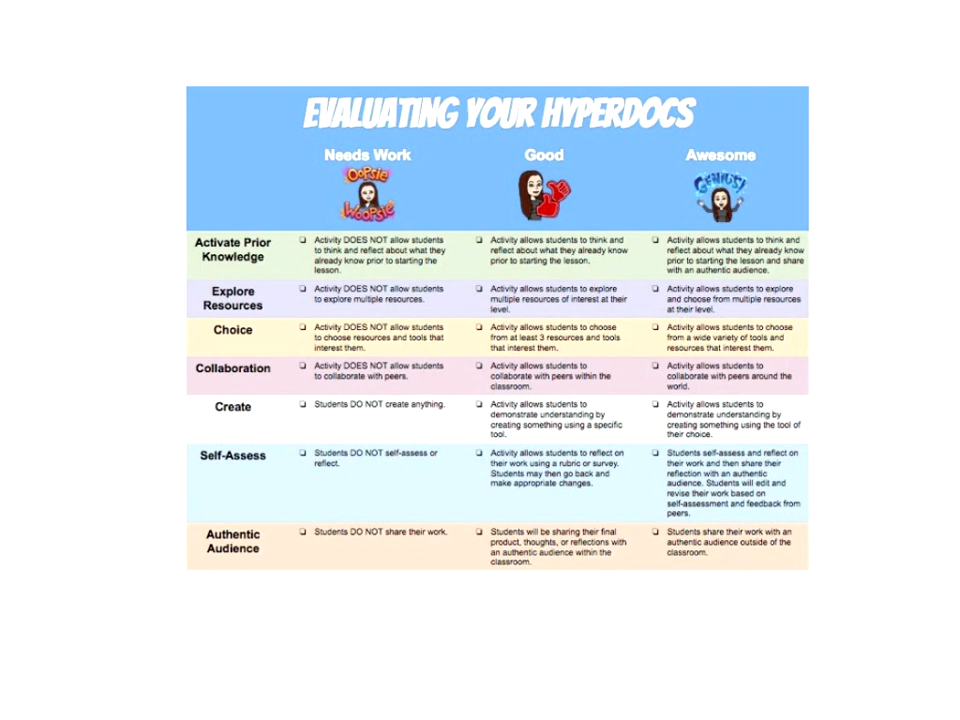 EVALUATING YOUR HYPERDOCS
Needs Work
Good
Awesome
OOPSIE
WOOPSIE
GENIUS!
Activate Prior
Knowledge
Activity DOES NOT allow students
to think and reflect about what they
already know prior to starting the
lesson.
Activity allows students to think and
reflect about what they already know
prior to starting the lesson.
Activity allows students to think and
reflect about what they already know
prior to starting the lesson and share
with an authentic audience.
Explore
Resources
Activity DOES NOT allow students
to explore multiple resources.
Activity allows students to explore
multiple resources of interest at their
level.
Activity allows students to explore
and choose from multiple resources
at their level.
Choice
Activity DOES NOT allow students
to choose resources and tools that
interest them.
Activity allows students to choose
from at least 3 resources and tools
that interest them.
Activity allows students to choose
from a wide variety of tools and
resources that interest them.
Collaboration
Activity DOES NOT allow students
to collaborate with peers.
Activity allows students to
collaborate with peers within the
classroom.
Activity allows students to
collaborate with peers around the
world.
Create
Students DO NOT create anything.
Activity allows students to
demonstrate understanding by
creating something using a specific
tool.
Activity allows students to
demonstrate understanding by
creating something using the tool of
their choice.
Self-Assess
Students DO NOT self-assess or
reflect.
Activity allows students to reflect on
their work using a rubric or survey.
Students may then go back and
make appropriate changes.
Students self-assess and reflect on
their work and then share their
reflection with an authentic
audience. Students will edit and
revise their work based on
self-assessment and feedback from
peers.
Authentic
Audience
Students DO NOT share their work.
Students will be sharing their final
product, thoughts, or reflections with
an authentic audience within the
classroom.
Students share their work with an
authentic audience outside of the
classroom.